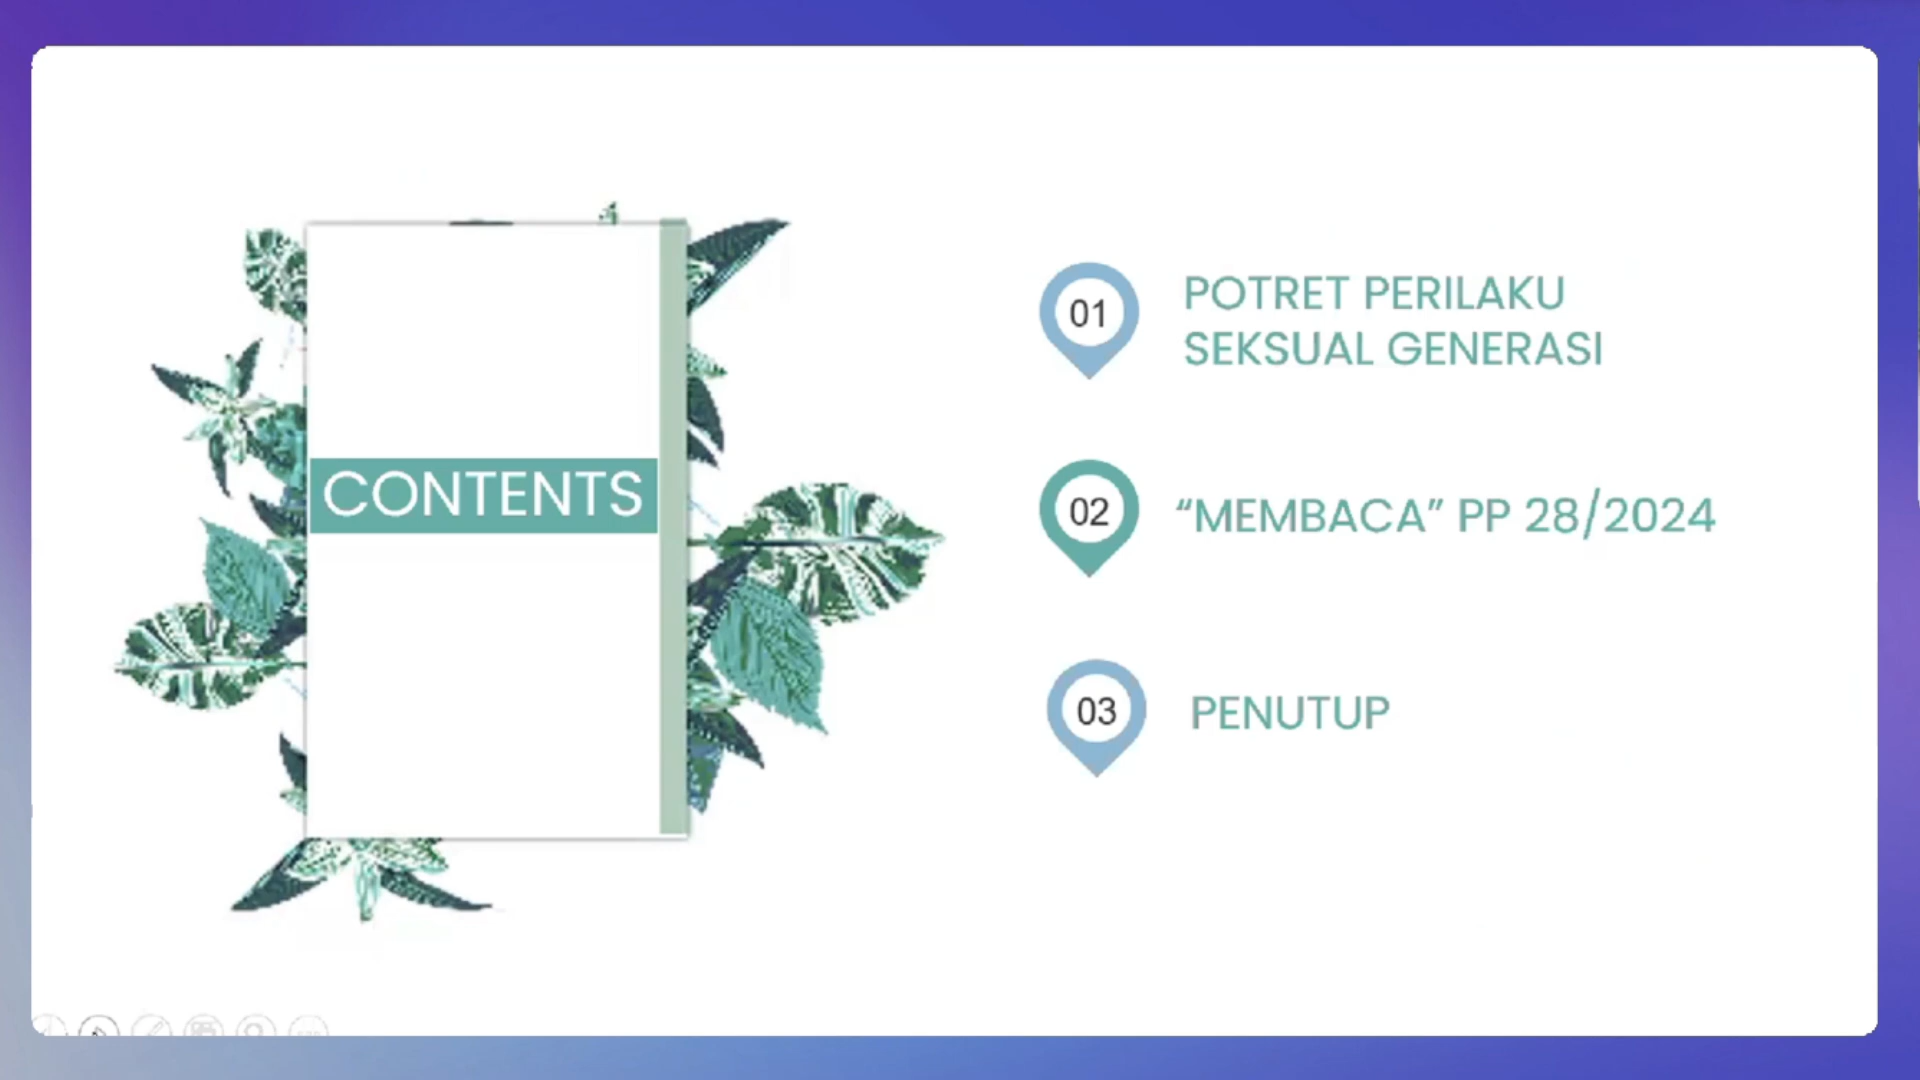 CONTENTS
01
POTRET PERILAKU
SEKSUAL GENERASI
02
“MEMBACA” PP 28/2024
03
PENUTUP